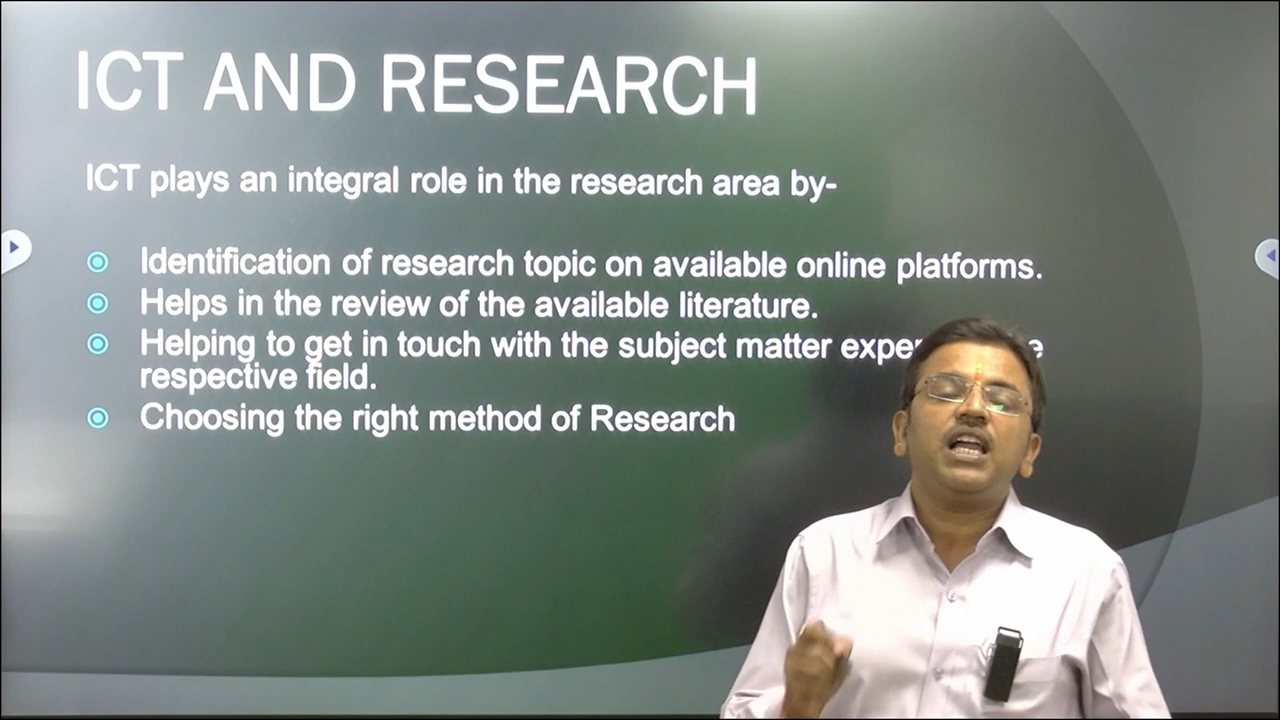 ICT AND RESEARCH
ICT plays an integral role in the research area by-
Identification of research topic on available online platforms.
Helps in the review of the available literature.
Helping to get in touch with the subject matter
respective field.
Choosing the right method of Research